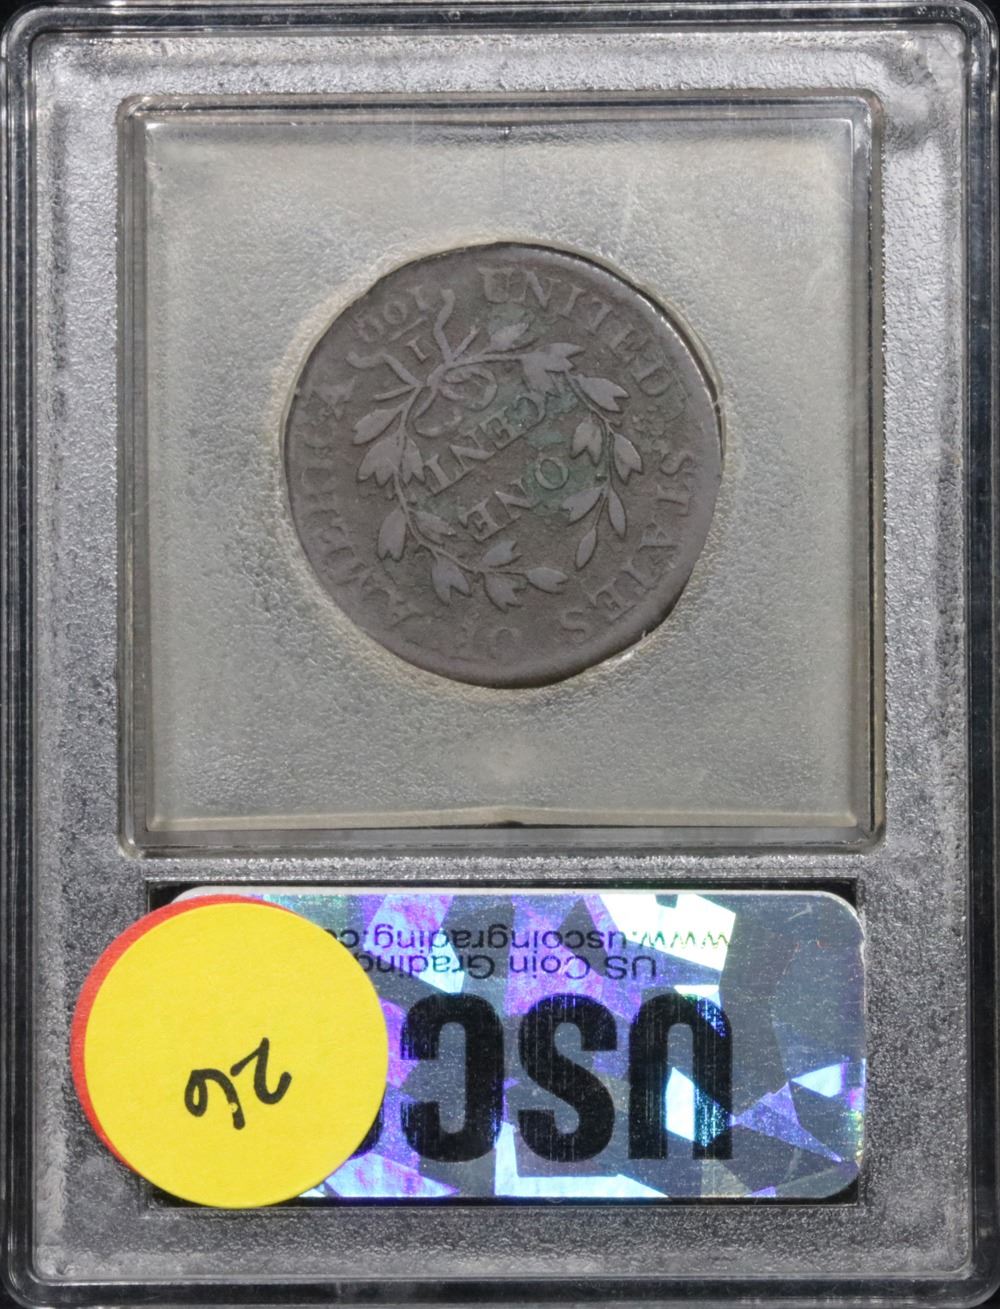 UNITED STATES OF AMERICA
ONE
CENT
1
100
www.uscoingrading.co
US Coin Grading
USC
26